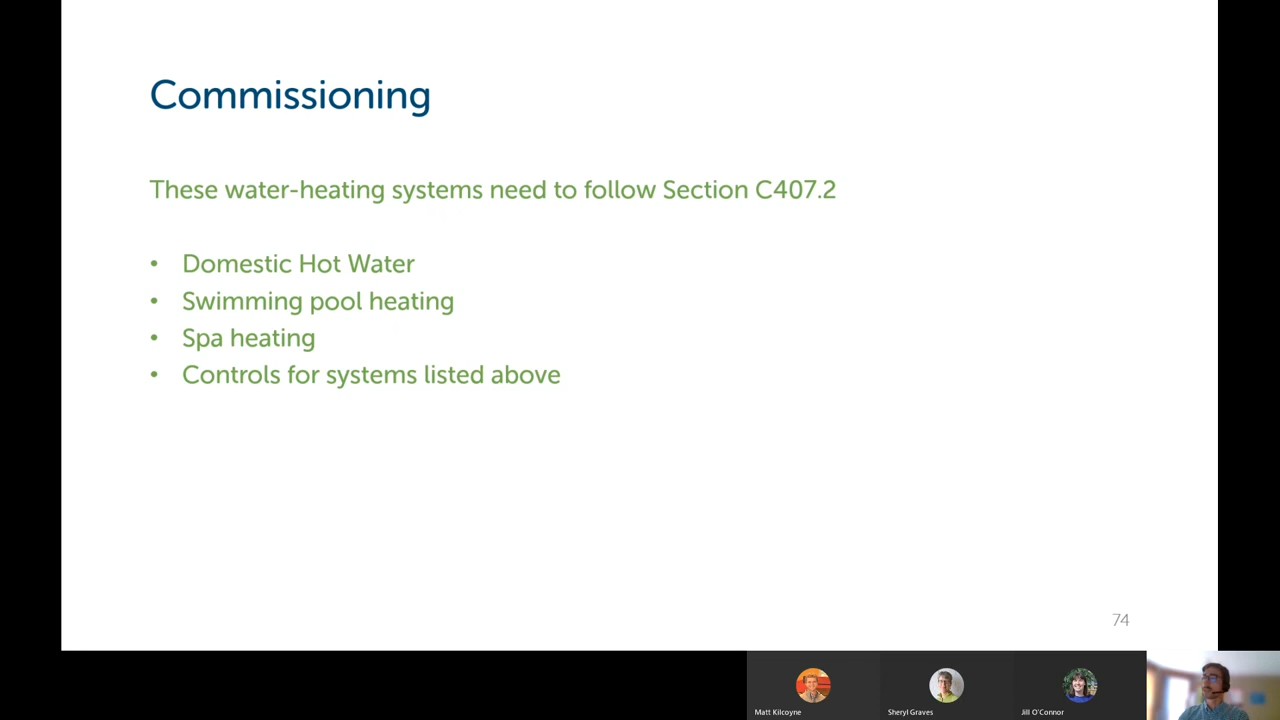 Commissioning
These water-heating systems need to follow Section C407.2
• Domestic Hot Water
• Swimming pool heating
• Spa heating
• Controls for systems listed above
74
Matt Kilcoyne
Sheryl Graves
Jill O'Connor